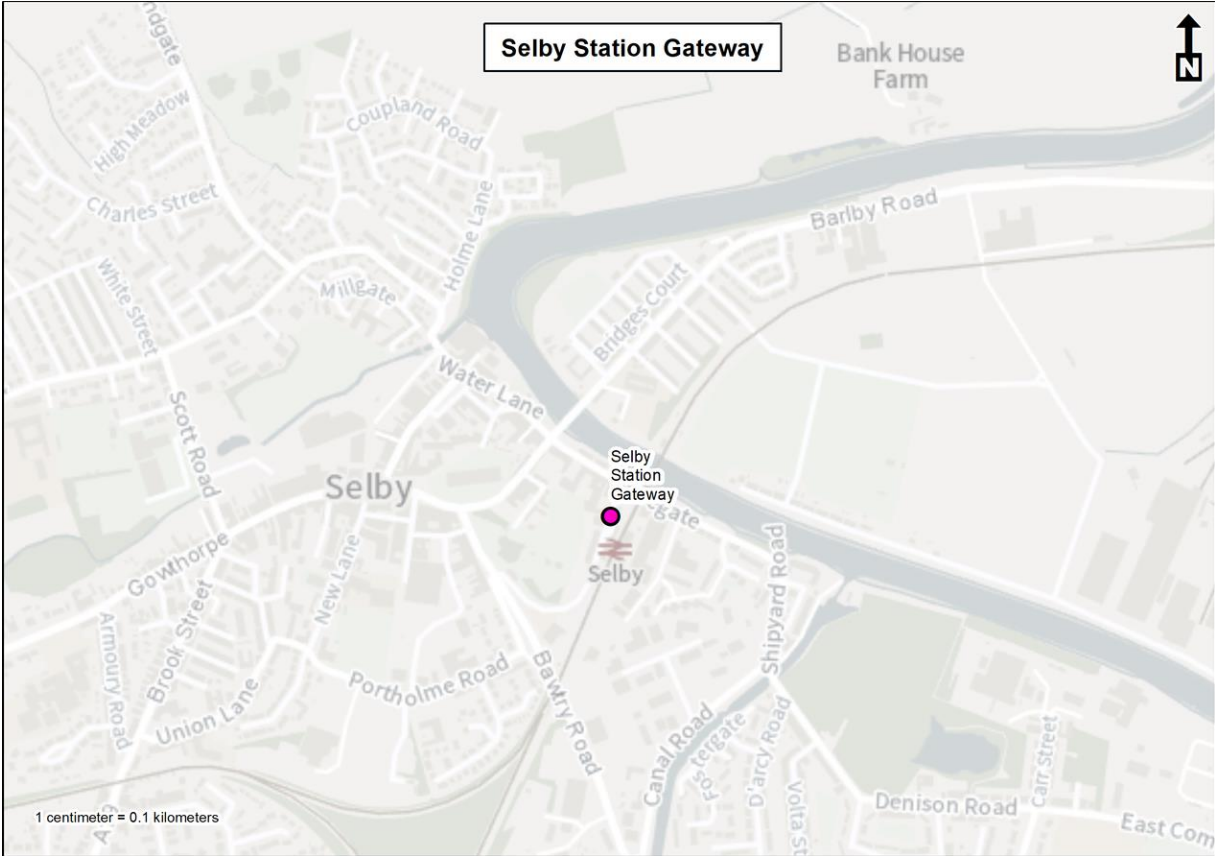 Selby Station Gateway
N
Bank House
Farm
High Meadow
Coupland Road
Charles Street
Holme Lane
Barlby Road
White Street
Millgate
Bridges Court
Water Lane
Scott Road
Selby
Station
Gateway
Selby
Gowthorpe
New Lane
Selby
Shipyard Road
Armoury Road
Brook Street
Portholme Road
Bawtry Road
Union Lane
Canal Road
Fostergate
D'arcy Road
Volta St
Carr Street
Denison Road
East Com
1 centimeter = 0.1 kilometers